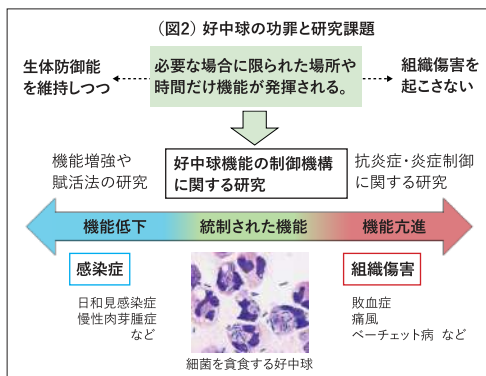 （図2）好中球の功罪と研究課題
生体防御能
を維持しつつ
必要な場合に限られた場所や
時間だけ機能が発揮される。
組織傷害を
起こさない
機能増強や
賦活法の研究
好中球機能の制御機構
に関する研究
抗炎症・炎症制御
に関する研究
機能低下
統制された機能
機能亢進
感染症
日和見感染症
慢性肉芽腫症
など
組織傷害
敗血症
痛風
ベーチェット病 など
細菌を貪食する好中球